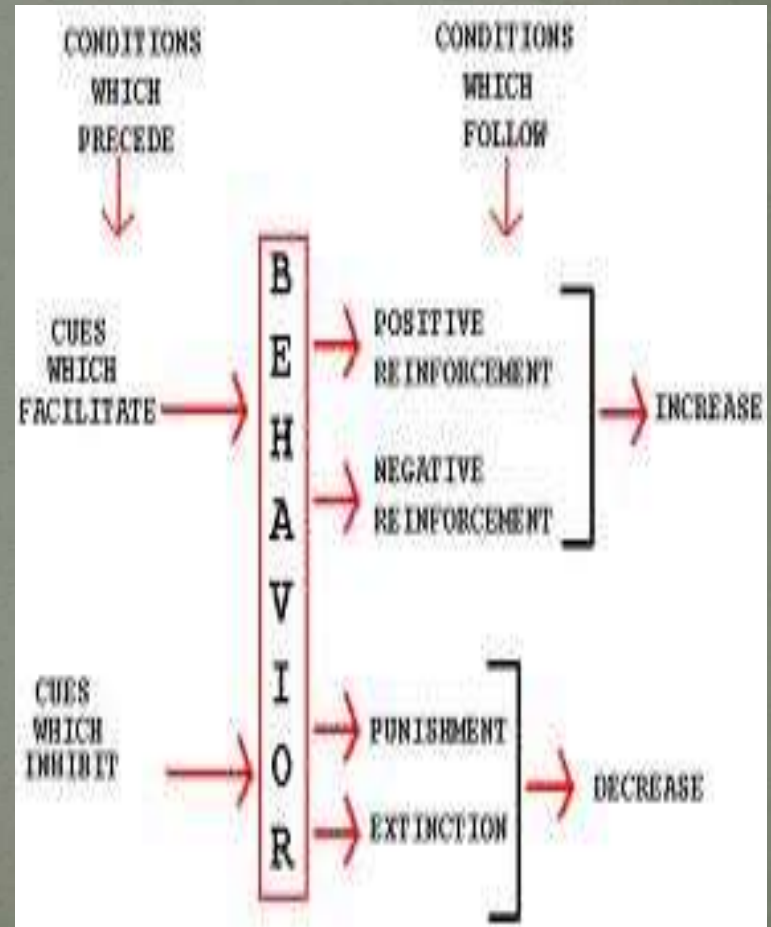 CONDITIONS
WHICH
PRECEDE
CONDITIONS
WHICH
FOLLOW
CUES
WHICH
FACILITATE
BEHAVIOR
POSITIVE
REINFORCEMENT
NEGATIVE
REINFORCEMENT
INCREASE
CUES
WHICH
INHIBIT
PUNISHMENT
EXTINCTION
DECREASE